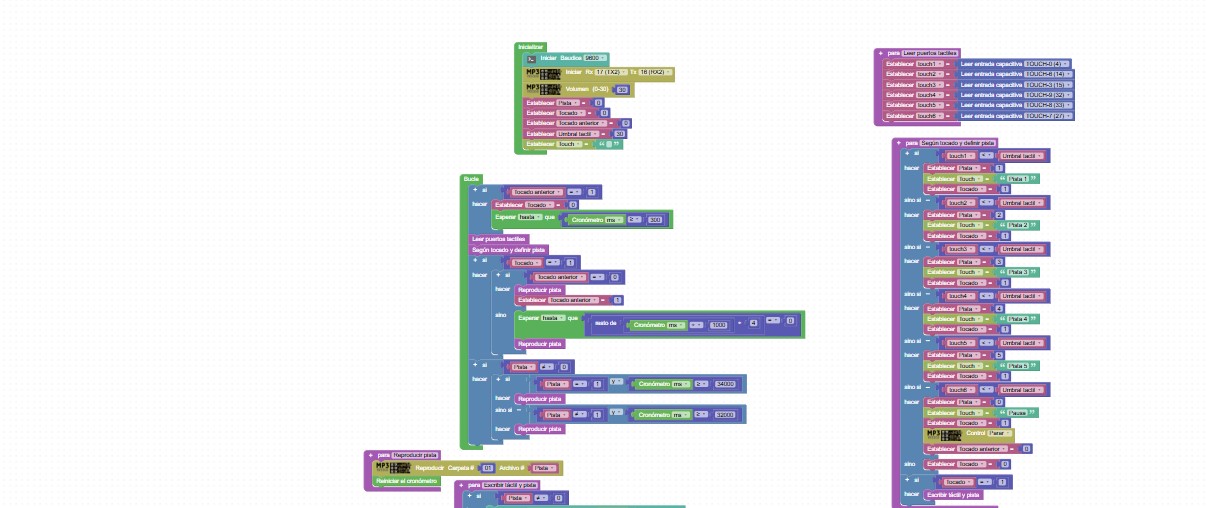 Inicializar
Iniciar Baudios 9600
MP3 Iniciar Rx 17 (TX2) Tx 16 (RX2)
MP3 Volumen (0-30) 30
Establecer Pista = 0
Establecer Tocado = 0
Establecer Tocado anterior = 0
Establecer Umbral tactil = 30
Establecer Touch = “ ”
Bucle
si Tocado anterior = 1
hacer Establecer Tocado = 0
Esperar hasta que Cronómetro ms ≥ 300
Leer puertos tactiles
Según tocado y definir pista
si Tocado = 1
hacer si Tocado anterior = 0
hacer Reproducir pista
Establecer Tocado anterior = 1
sino Esperar hasta que resto de Cronómetro ms ÷ 1000 ÷ 4 = 0
Reproducir pista
si Pista ≠ 0
hacer si Pista = 1 y Cronómetro ms ≥ 34000
hacer Reproducir pista
sino si Pista ≠ 1 y Cronómetro ms ≥ 32000
hacer Reproducir pista
para Reproducir pista
MP3 Reproducir Carpeta # 01 Archivo # Pista
Reiniciar el cronómetro
para Escribir táctil y pista
si Pista ≠ 0
para Leer puertos tactiles
Establecer touch1 = Leer entrada capacitiva TOUCH-0 (4)
Establecer touch2 = Leer entrada capacitiva TOUCH-6 (14)
Establecer touch3 = Leer entrada capacitiva TOUCH-3 (15)
Establecer touch4 = Leer entrada capacitiva TOUCH-9 (32)
Establecer touch5 = Leer entrada capacitiva TOUCH-8 (33)
Establecer touch6 = Leer entrada capacitiva TOUCH-7 (27)
para Según tocado y definir pista
si touch1 < Umbral tactil
hacer Establecer Pista = 1
Establecer Touch = “ Pista 1 ”
Establecer Tocado = 1
sino si touch2 < Umbral tactil
hacer Establecer Pista = 2
Establecer Touch = “ Pista 2 ”
Establecer Tocado = 1
sino si touch3 < Umbral tactil
hacer Establecer Pista = 3
Establecer Touch = “ Pista 3 ”
Establecer Tocado = 1
sino si touch4 < Umbral tactil
hacer Establecer Pista = 4
Establecer Touch = “ Pista 4 ”
Establecer Tocado = 1
sino si touch5 < Umbral tactil
hacer Establecer Pista = 5
Establecer Touch = “ Pista 5 ”
Establecer Tocado = 1
sino si touch6 < Umbral tactil
hacer Establecer Pista = 0
Establecer Touch = “ Pausa ”
Establecer Tocado = 1
MP3 Control Parar
Establecer Tocado anterior = 0
sino Establecer Tocado = 0
si Tocado = 1
hacer Escribir táctil y pista